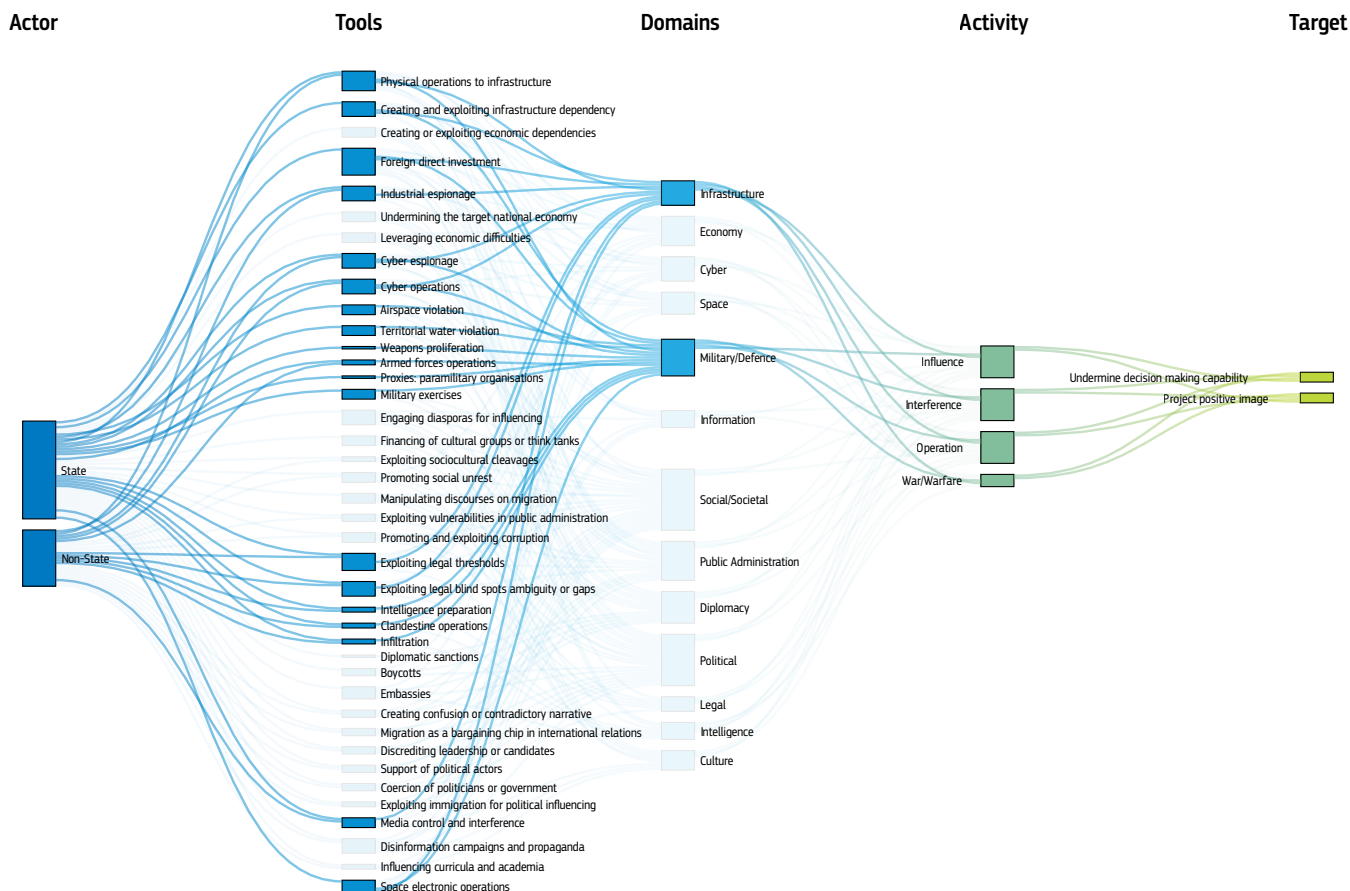 Actor
Tools
Domains
Activity
Target
State
Non-State
Physical operations to infrastructure
Creating and exploiting infrastructure dependency
Creating or exploiting economic dependencies
Foreign direct investment
Industrial espionage
Undermining the target national economy
Leveraging economic difficulties
Cyber espionage
Cyber operations
Airspace violation
Territorial water violation
Weapons proliferation
Armed forces operations
Proxies: paramilitary organisations
Military exercises
Engaging diasporas for influencing
Financing of cultural groups or think tanks
Exploiting sociocultural cleavages
Promoting social unrest
Manipulating discourses on migration
Exploiting vulnerabilities in public administration
Promoting and exploiting corruption
Exploiting legal thresholds
Exploiting legal blind spots ambiguity or gaps
Intelligence preparation
Clandestine operations
Infiltration
Diplomatic sanctions
Boycotts
Embassies
Creating confusion or contradictory narrative
Migration as a bargaining chip in international relations
Discrediting leadership or candidates
Support of political actors
Coercion of politicians or government
Exploiting immigration for political influencing
Media control and interference
Disinformation campaigns and propaganda
Influencing curricula and academia
Space electronic operations
Infrastructure
Economy
Cyber
Space
Military/Defence
Information
Social/Societal
Public Administration
Diplomacy
Political
Legal
Intelligence
Culture
Influence
Interference
Operation
War/Warfare
Undermine decision making capability
Project positive image